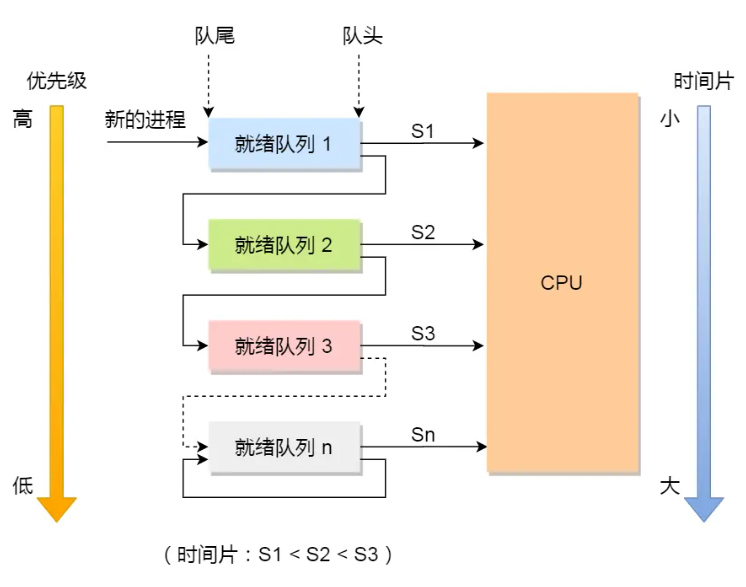 队尾
队头
优先级
时间片
高
新的进程
小
就绪队列 1
S1
就绪队列 2
S2
CPU
就绪队列 3
S3
就绪队列 n
Sn
低
大
（时间片：S1 < S2 < S3 ）